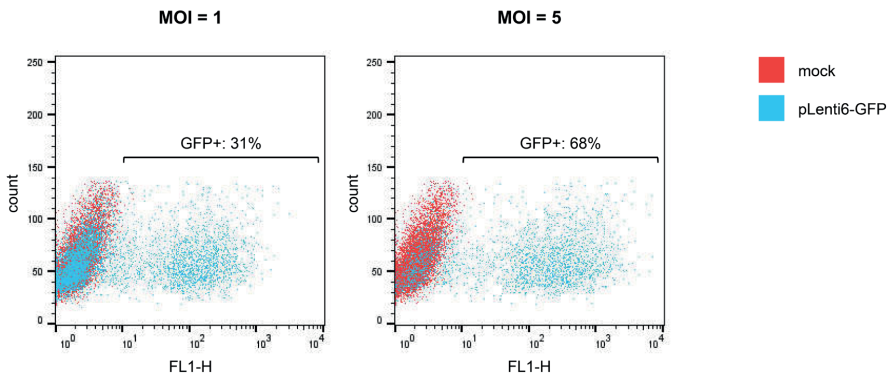 MOI = 1
MOI = 5
250
200
150
100
50
0
count
GFP+: 31%
10⁰
10¹
10²
10³
10⁴
FL1-H
250
200
150
100
50
0
count
GFP+: 68%
10⁰
10¹
10²
10³
10⁴
FL1-H
mock
pLenti6-GFP